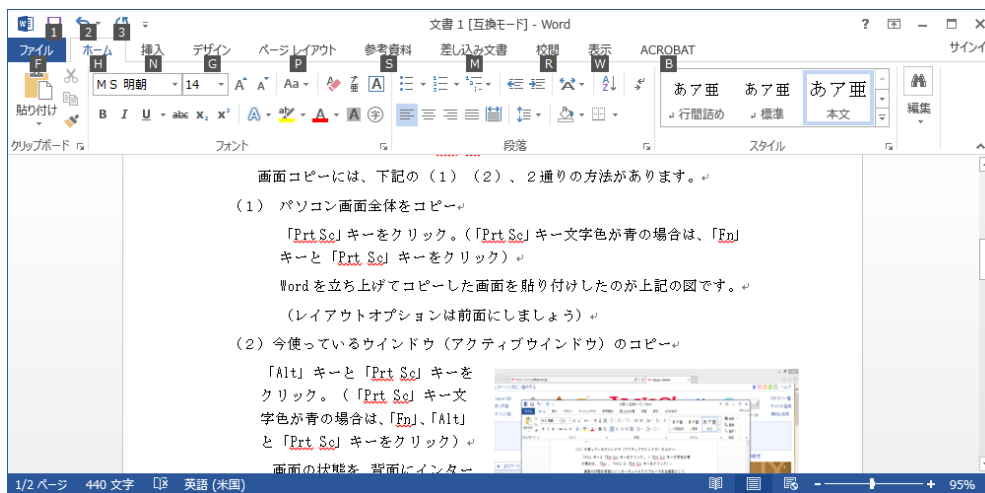 文書 1 [互換モード] - Word
1 2 3
ファイル ホーム 挿入 デザイン ページ レイアウト 参考資料 差し込み文書 校閲 表示 ACROBAT サインイ
F H N G P S M R W B
MS 明朝 14 Aa
あア亜 あア亜 あア亜
貼り付け B I U abc x₂ x² A aby A A 字
行間詰め 標準 本文 編集
クリップボード フォント 段落 スタイル
画面コピーには、下記の(1)(2)、2通りの方法があります。
(1) パソコン画面全体をコピー
「Prt Sc」キーをクリック。(「Prt Sc」キー文字色が青の場合は、「Fn」
キーと「Prt Sc」キーをクリック)
Wordを立ち上げてコピーした画面を貼り付けしたのが上記の図です。
(レイアウトオプションは前面にしましょう)
(2)今使っているウインドウ(アクティブウインドウ)のコピー
「Alt」キーと「Prt Sc」キーを
クリック。(「Prt Sc」キー文
字色が青の場合は、「Fn」、「Alt」
と「Prt Sc」キーをクリック)
画面の状態を 背面にインター
1/2 ページ 440 文字 英語 (米国) 95%